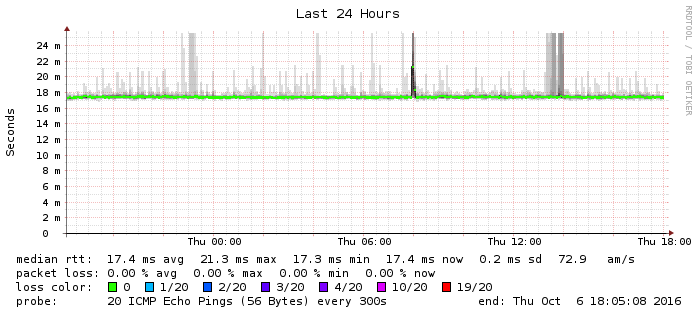 Last 24 Hours
RRDTOOL / TOBI OETIKER
Seconds
24 m
22 m
20 m
18 m
16 m
14 m
12 m
10 m
8 m
6 m
4 m
2 m
0
Thu 00:00 Thu 06:00 Thu 12:00 Thu 18:00
median rtt: 17.4 ms avg 21.3 ms max 17.3 ms min 17.4 ms now 0.2 ms sd 72.9 am/s
packet loss: 0.00 % avg 0.00 % max 0.00 % min 0.00 % now
loss color: 0 1/20 2/20 3/20 4/20 10/20 19/20
probe: 20 ICMP Echo Pings (56 Bytes) every 300s end: Thu Oct 6 18:05:08 2016